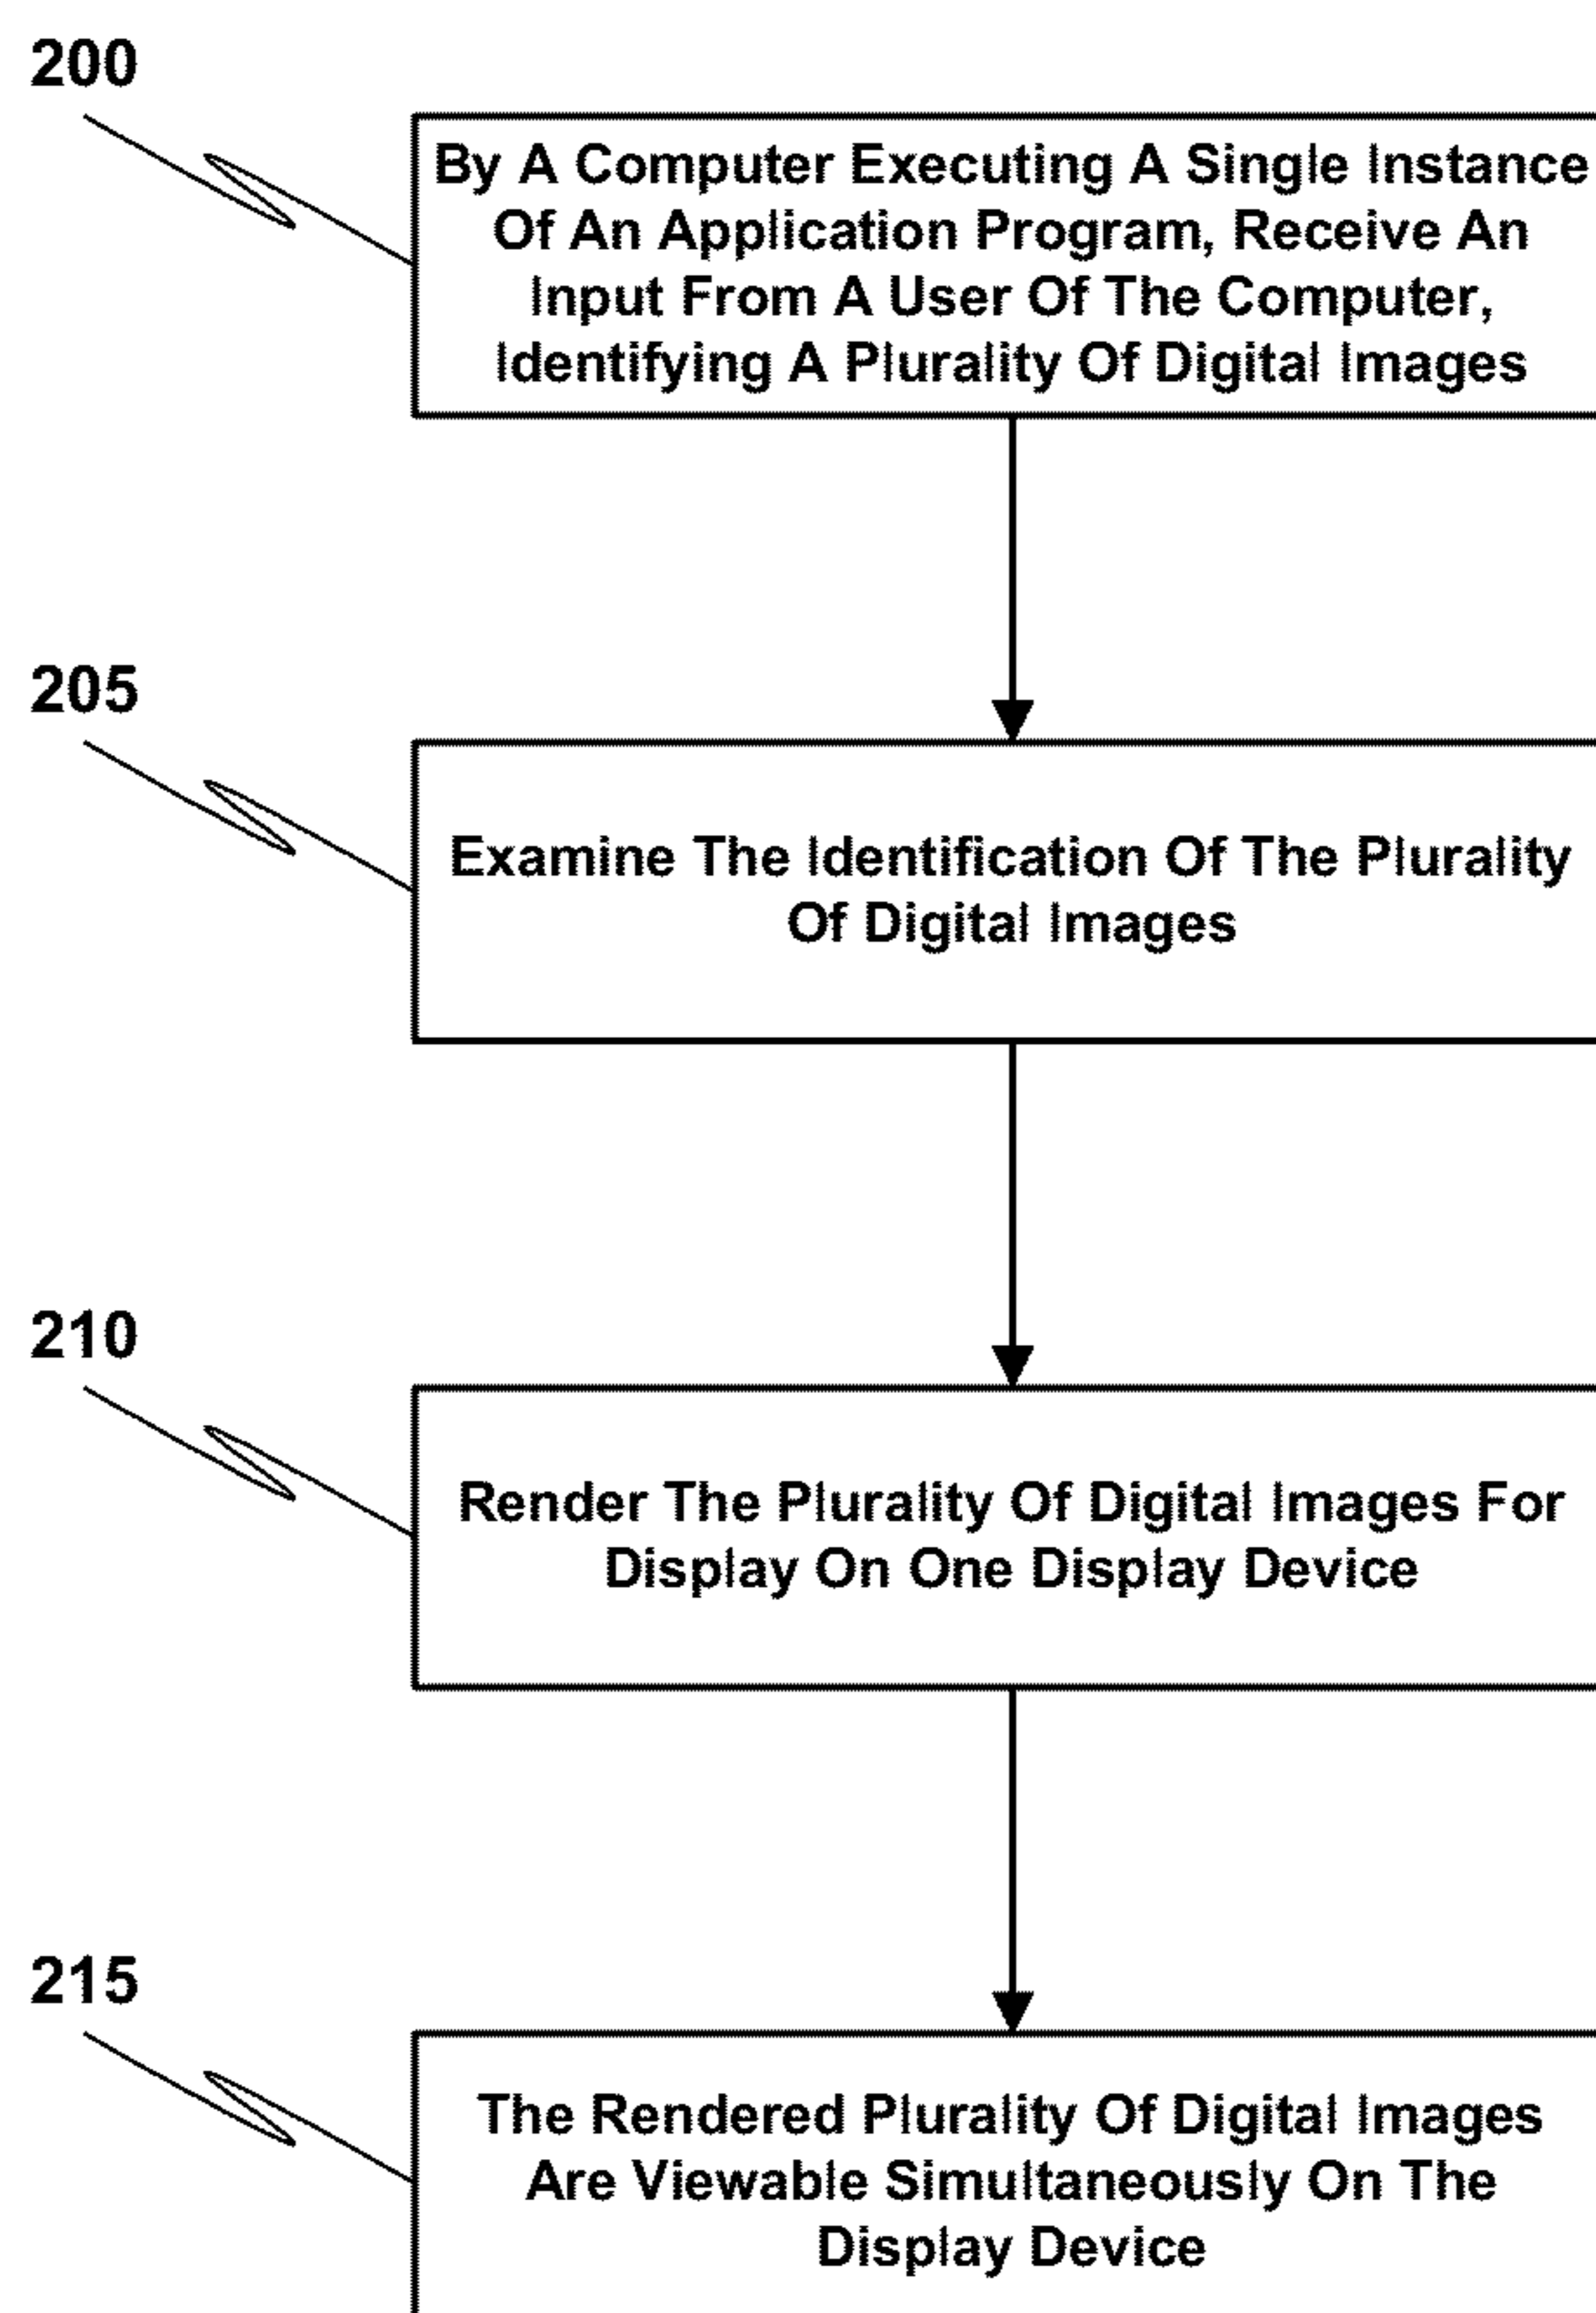 200
By A Computer Executing A Single Instance
Of An Application Program, Receive An
Input From A User Of The Computer,
Identifying A Plurality Of Digital Images
205
Examine The Identification Of The Plurality
Of Digital Images
210
Render The Plurality Of Digital Images For
Display On One Display Device
215
The Rendered Plurality Of Digital Images
Are Viewable Simultaneously On The
Display Device